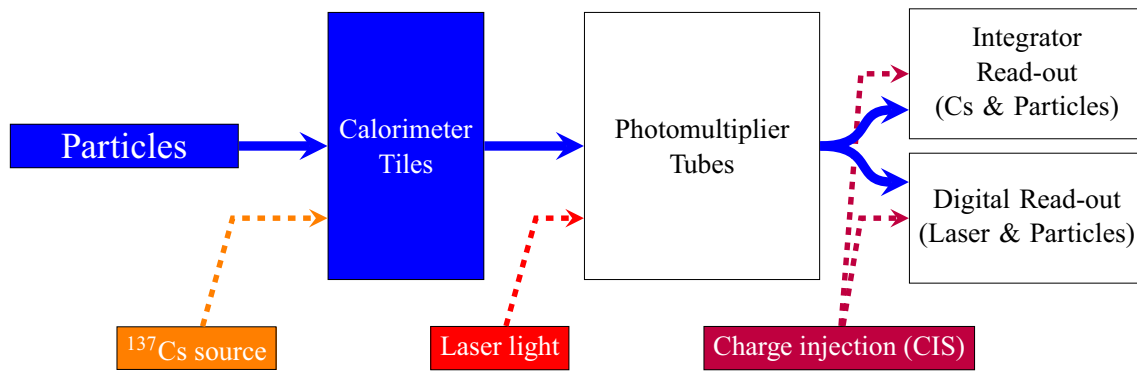 Particles
Calorimeter
Tiles
Photomultiplier
Tubes
Integrator
Read-out
(Cs & Particles)
Digital Read-out
(Laser & Particles)
¹³⁷Cs source
Laser light
Charge injection (CIS)